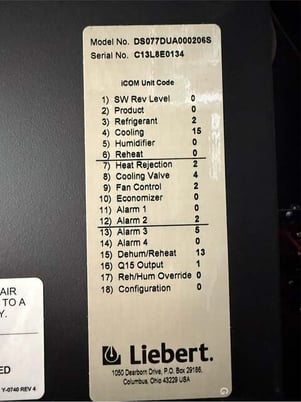 Model No. DS077DUA000206S
Serial No. C13L8E0134
iCOM Unit Code
1) SW Rev Level 0
2) Product 0
3) Refrigerant 2
4) Cooling 15
5) Humidifier 0
6) Reheat 0
7) Heat Rejection 2
8) Cooling Valve 4
9) Fan Control 2
10) Economizer 0
11) Alarm 1 0
12) Alarm 2 2
13) Alarm 3 5
14) Alarm 4 0
15) Dehum/Reheat 13
16) Q15 Output 1
17) Reh/Hum Override 0
18) Configuration 0
Liebert.
1050 Dearborn Drive, P.O. Box 29186,
Columbus, Ohio 43229 USA
AIR
TO A
Y.
ED
Y-0740 REV 4